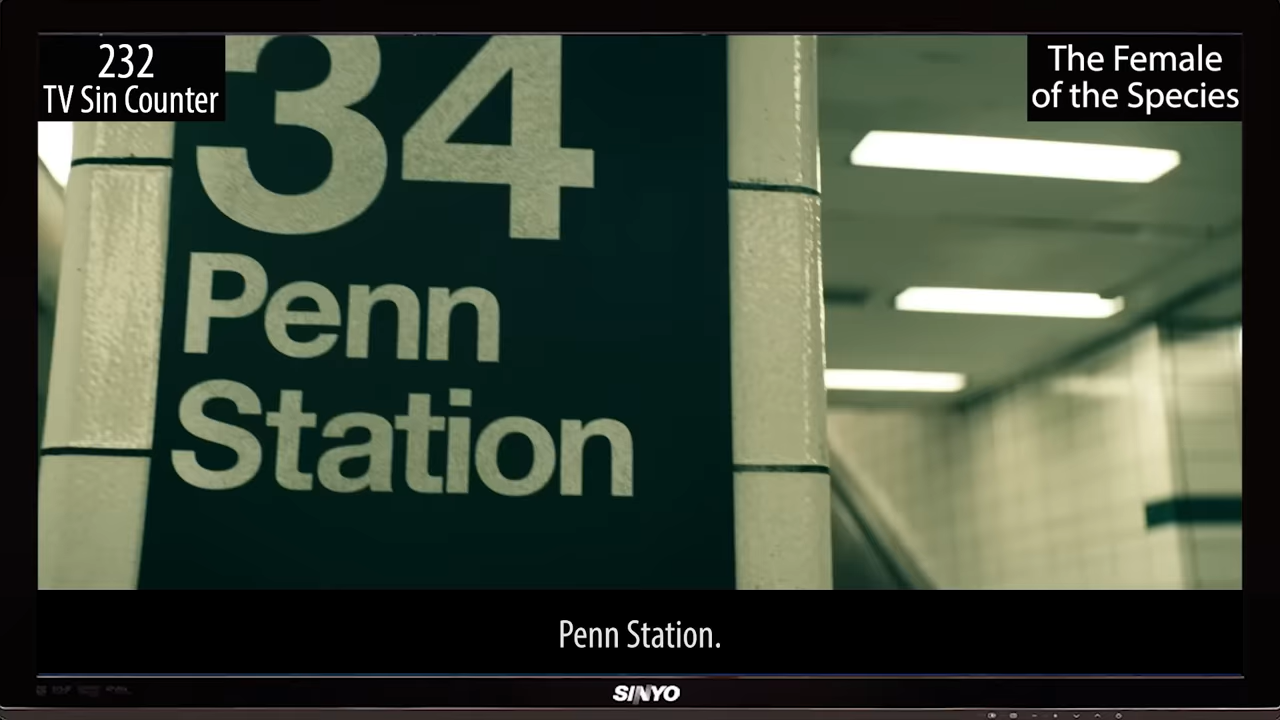 232
TV Sin Counter
The Female
of the Species
34
Penn
Station
Penn Station.
SINYO